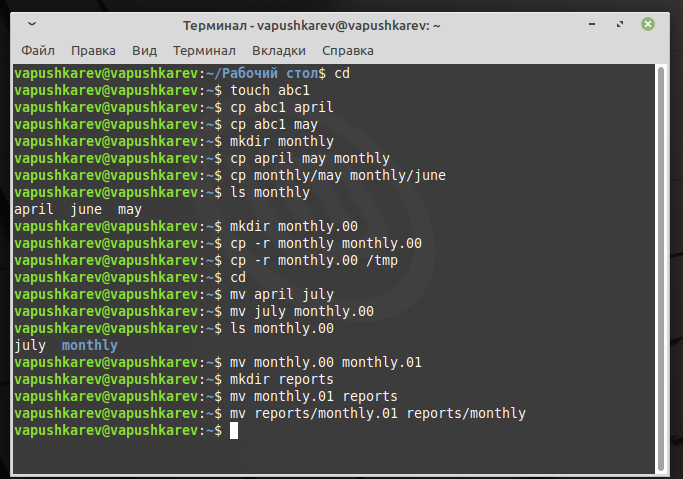 Терминал - vapushkarev@vapushkarev: ~
Файл Правка Вид Терминал Вкладки Справка
vapushkarev@vapushkarev:~/Рабочий стол$ cd
vapushkarev@vapushkarev:~$ touch abc1
vapushkarev@vapushkarev:~$ cp abc1 april
vapushkarev@vapushkarev:~$ cp abc1 may
vapushkarev@vapushkarev:~$ mkdir monthly
vapushkarev@vapushkarev:~$ cp april may monthly
vapushkarev@vapushkarev:~$ cp monthly/may monthly/june
vapushkarev@vapushkarev:~$ ls monthly
april  june  may
vapushkarev@vapushkarev:~$ mkdir monthly.00
vapushkarev@vapushkarev:~$ cp -r monthly monthly.00
vapushkarev@vapushkarev:~$ cp -r monthly.00 /tmp
vapushkarev@vapushkarev:~$ cd
vapushkarev@vapushkarev:~$ mv april july
vapushkarev@vapushkarev:~$ mv july monthly.00
vapushkarev@vapushkarev:~$ ls monthly.00
july  monthly
vapushkarev@vapushkarev:~$ mv monthly.00 monthly.01
vapushkarev@vapushkarev:~$ mkdir reports
vapushkarev@vapushkarev:~$ mv monthly.01 reports
vapushkarev@vapushkarev:~$ mv reports/monthly.01 reports/monthly
vapushkarev@vapushkarev:~$